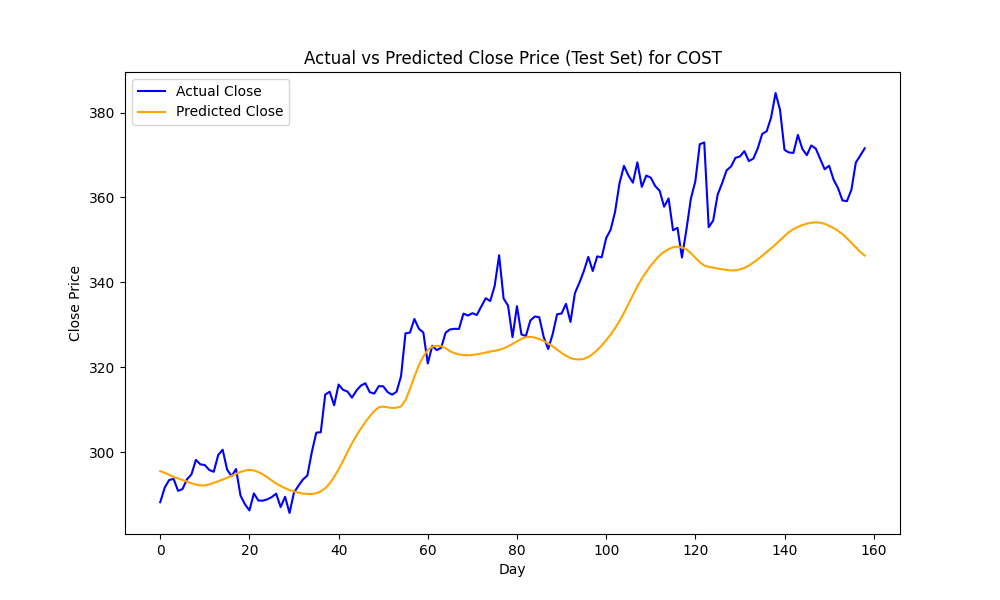 Actual vs Predicted Close Price (Test Set) for COST
Actual Close
Predicted Close
380
360
340
320
300
Close Price
0 20 40 60 80 100 120 140 160
Day